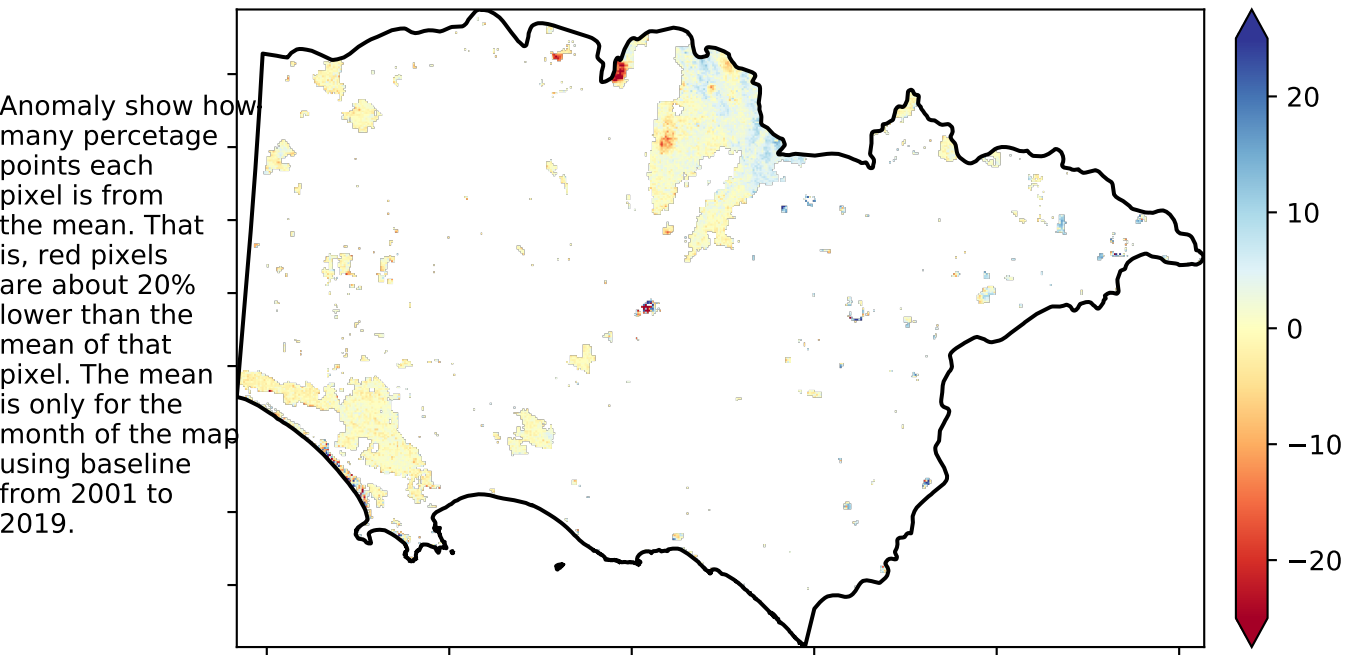 Anomaly show how
many percetage
points each
pixel is from
the mean. That
is, red pixels
are about 20%
lower than the
mean of that
pixel. The mean
is only for the
month of the map
using baseline
from 2001 to
2019.
20
10
0
−10
−20